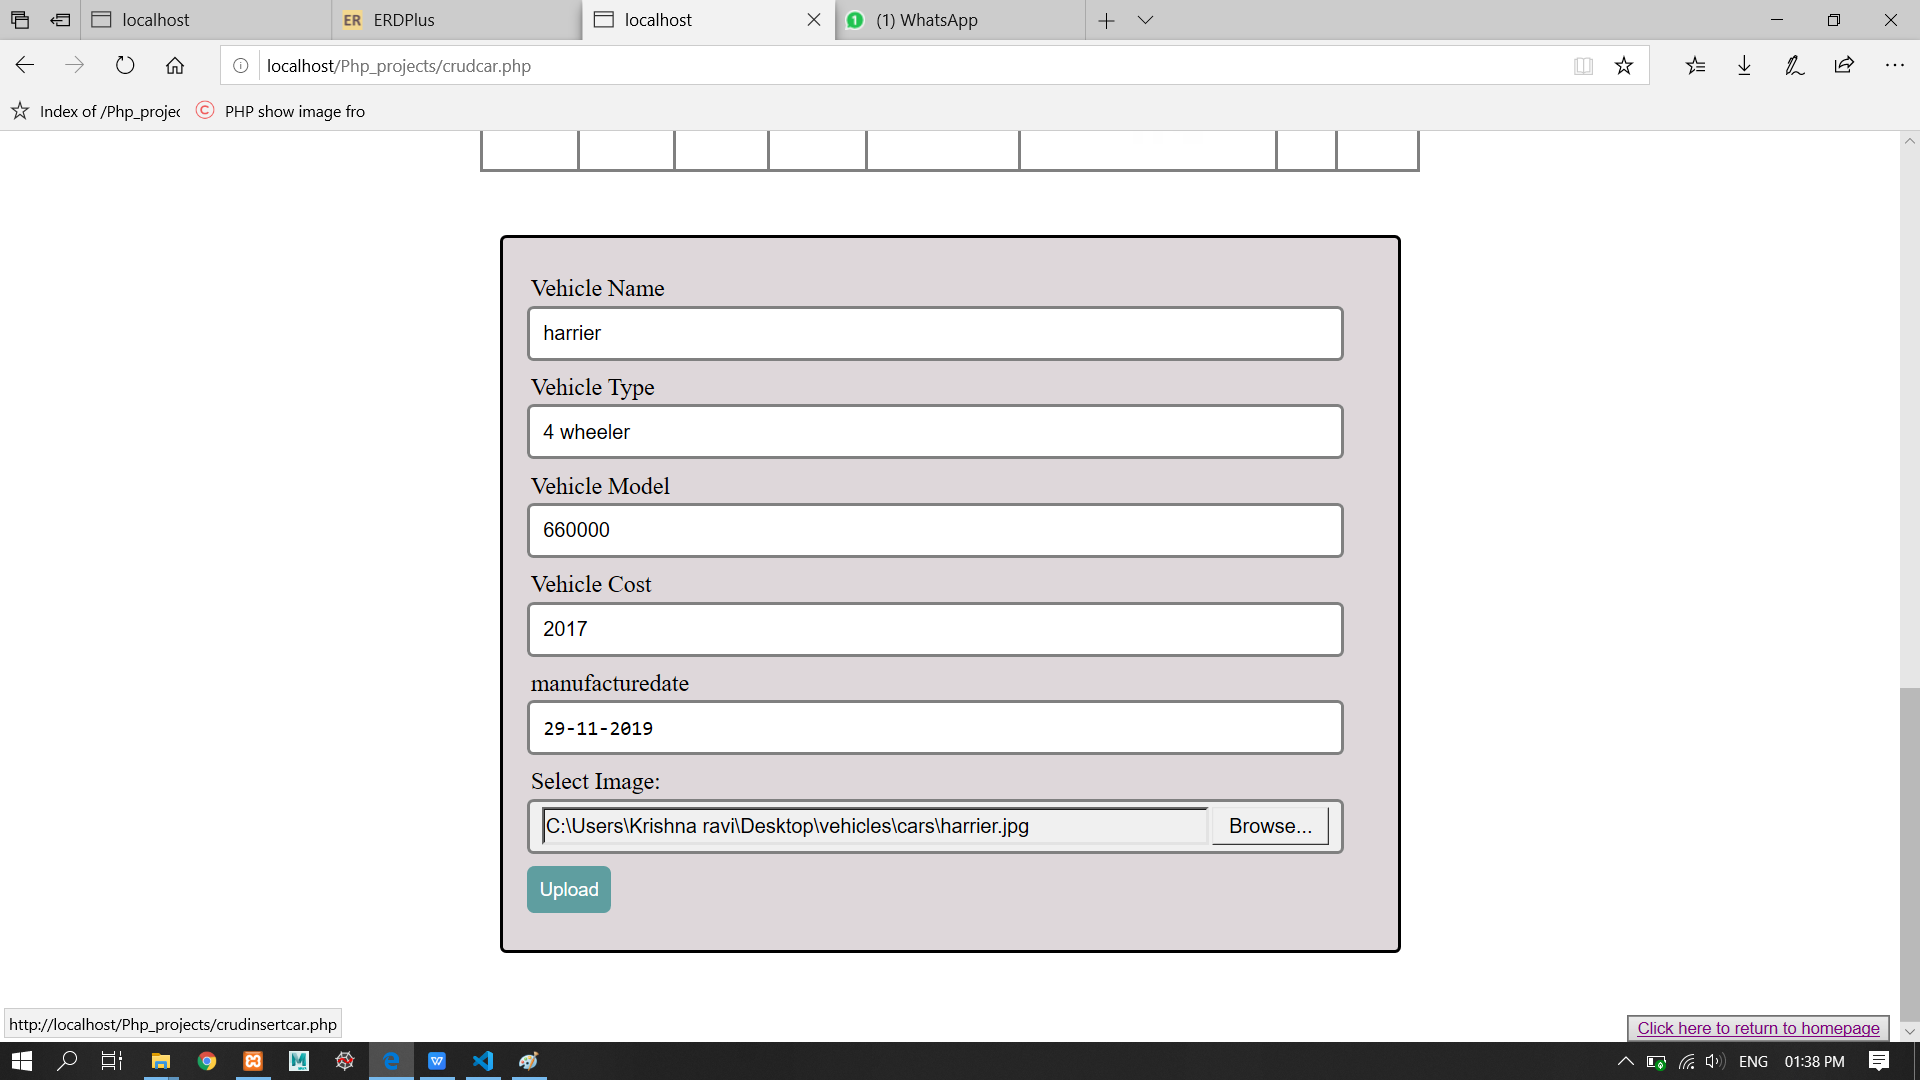 localhost
ERDPlus
localhost
(1) WhatsApp
localhost/Php_projects/crudcar.php
Index of /Php_projec
PHP show image fro
Vehicle Name
harrier
Vehicle Type
4 wheeler
Vehicle Model
660000
Vehicle Cost
2017
manufacturedate
29-11-2019
Select Image:
C:\Users\Krishna ravi\Desktop\vehicles\cars\harrier.jpg
Browse...
Upload
http://localhost/Php_projects/crudinsertcar.php
Click here to return to homepage
ENG 01:38 PM